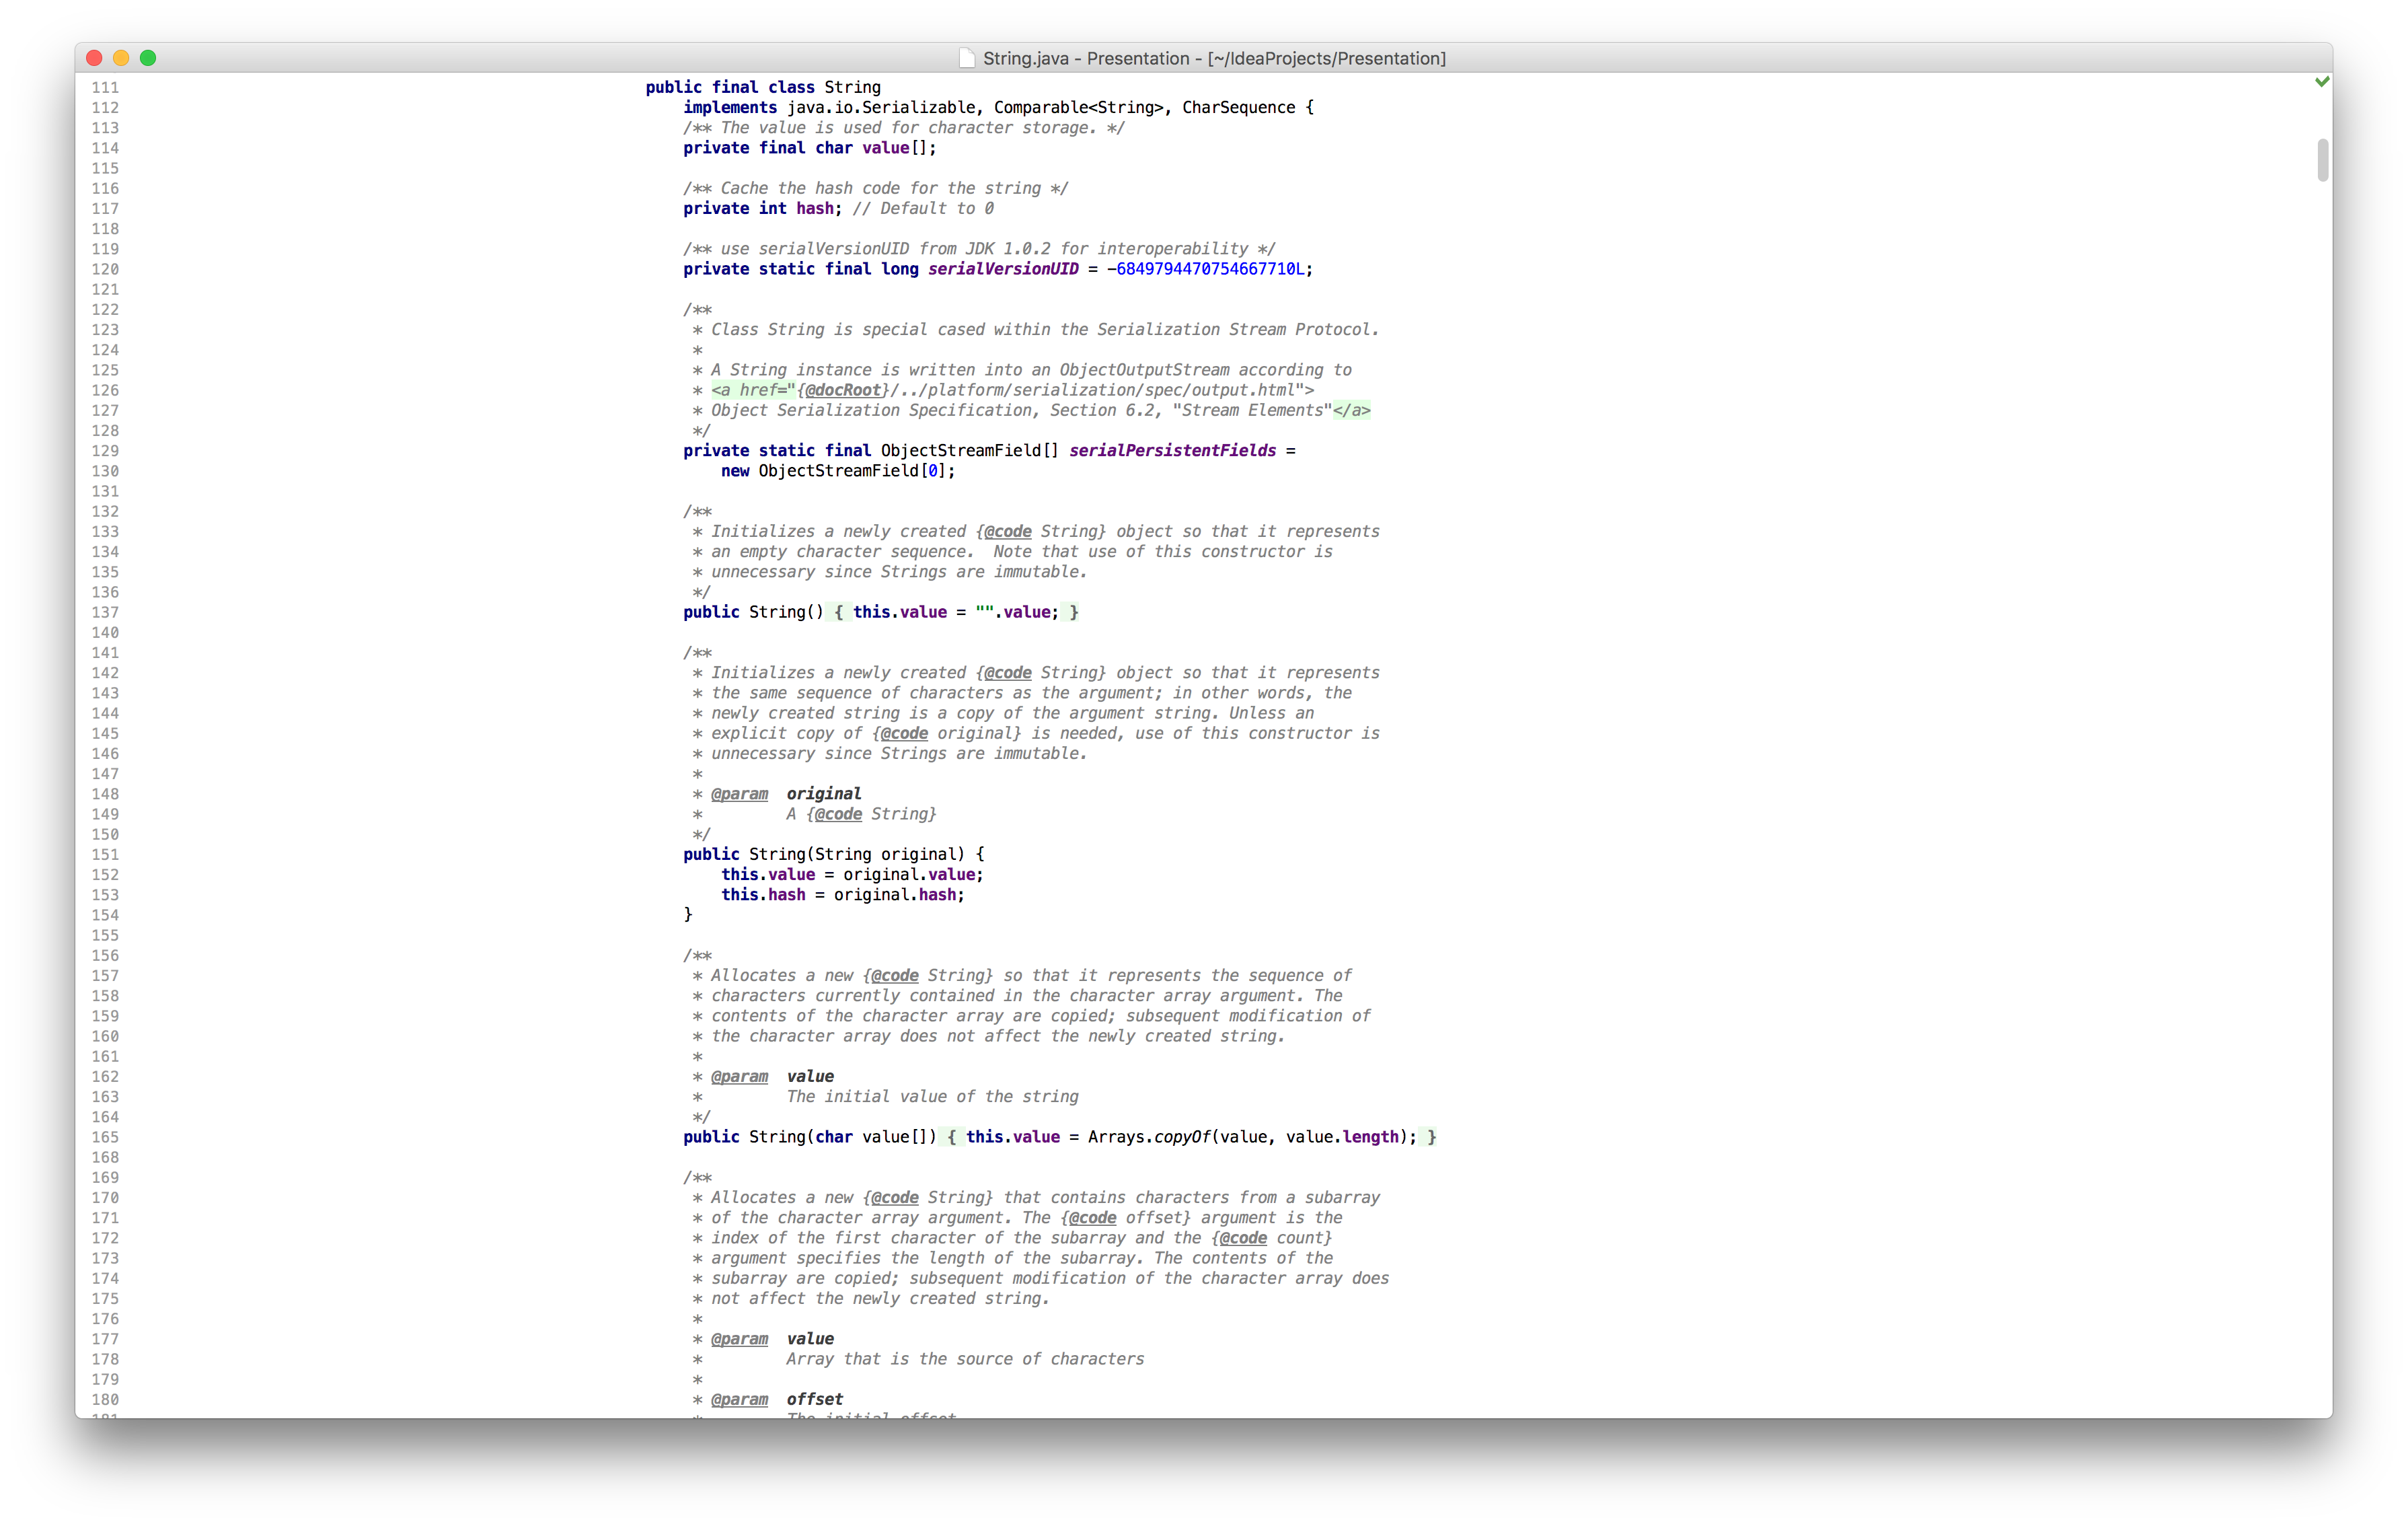 String.java - Presentation - [~/IdeaProjects/Presentation]
111 public final class String
112     implements java.io.Serializable, Comparable<String>, CharSequence {
113     /** The value is used for character storage. */
114     private final char value[];
115
116     /** Cache the hash code for the string */
117     private int hash; // Default to 0
118
119     /** use serialVersionUID from JDK 1.0.2 for interoperability */
120     private static final long serialVersionUID = -6849794470754667710L;
121
122     /**
123      * Class String is special cased within the Serialization Stream Protocol.
124      *
125      * A String instance is written into an ObjectOutputStream according to
126      * <a href="{@docRoot}/../platform/serialization/spec/output.html">
127      * Object Serialization Specification, Section 6.2, "Stream Elements"</a>
128      */
129     private static final ObjectStreamField[] serialPersistentFields =
130         new ObjectStreamField[0];
131
132     /**
133      * Initializes a newly created {@code String} object so that it represents
134      * an empty character sequence.  Note that use of this constructor is
135      * unnecessary since Strings are immutable.
136      */
137     public String() { this.value = "".value; }
140
141     /**
142      * Initializes a newly created {@code String} object so that it represents
143      * the same sequence of characters as the argument; in other words, the
144      * newly created string is a copy of the argument string. Unless an
145      * explicit copy of {@code original} is needed, use of this constructor is
146      * unnecessary since Strings are immutable.
147      *
148      * @param  original
149      *         A {@code String}
150      */
151     public String(String original) {
152         this.value = original.value;
153         this.hash = original.hash;
154     }
155
156     /**
157      * Allocates a new {@code String} so that it represents the sequence of
158      * characters currently contained in the character array argument. The
159      * contents of the character array are copied; subsequent modification of
160      * the character array does not affect the newly created string.
161      *
162      * @param  value
163      *         The initial value of the string
164      */
165     public String(char value[]) { this.value = Arrays.copyOf(value, value.length); }
168
169     /**
170      * Allocates a new {@code String} that contains characters from a subarray
171      * of the character array argument. The {@code offset} argument is the
172      * index of the first character of the subarray and the {@code count}
173      * argument specifies the length of the subarray. The contents of the
174      * subarray are copied; subsequent modification of the character array does
175      * not affect the newly created string.
176      *
177      * @param  value
178      *         Array that is the source of characters
179      *
180      * @param  offset
181      *         The initial offset